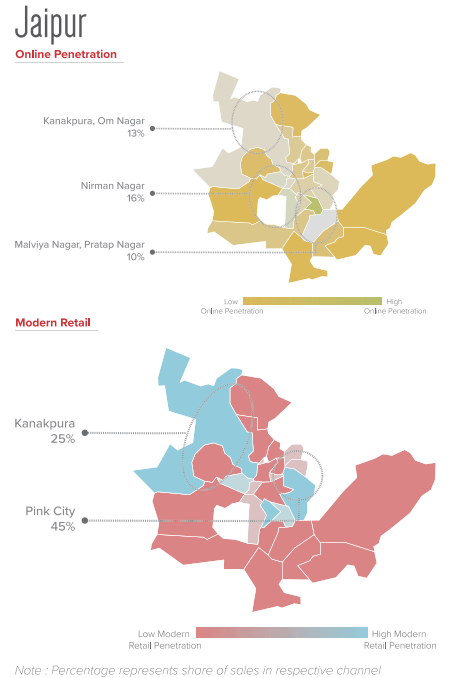 Jaipur
Online Penetration
Kanakpura, Om Nagar
13%
Nirman Nagar
16%
Malviya Nagar, Pratap Nagar
10%
Low
Online Penetration
High
Online Penetration
Modern Retail
Kanakpura
25%
Pink City
45%
Low Modern
Retail Penetration
High Modern
Retail Penetration
Note : Percentage represents share of sales in respective channel